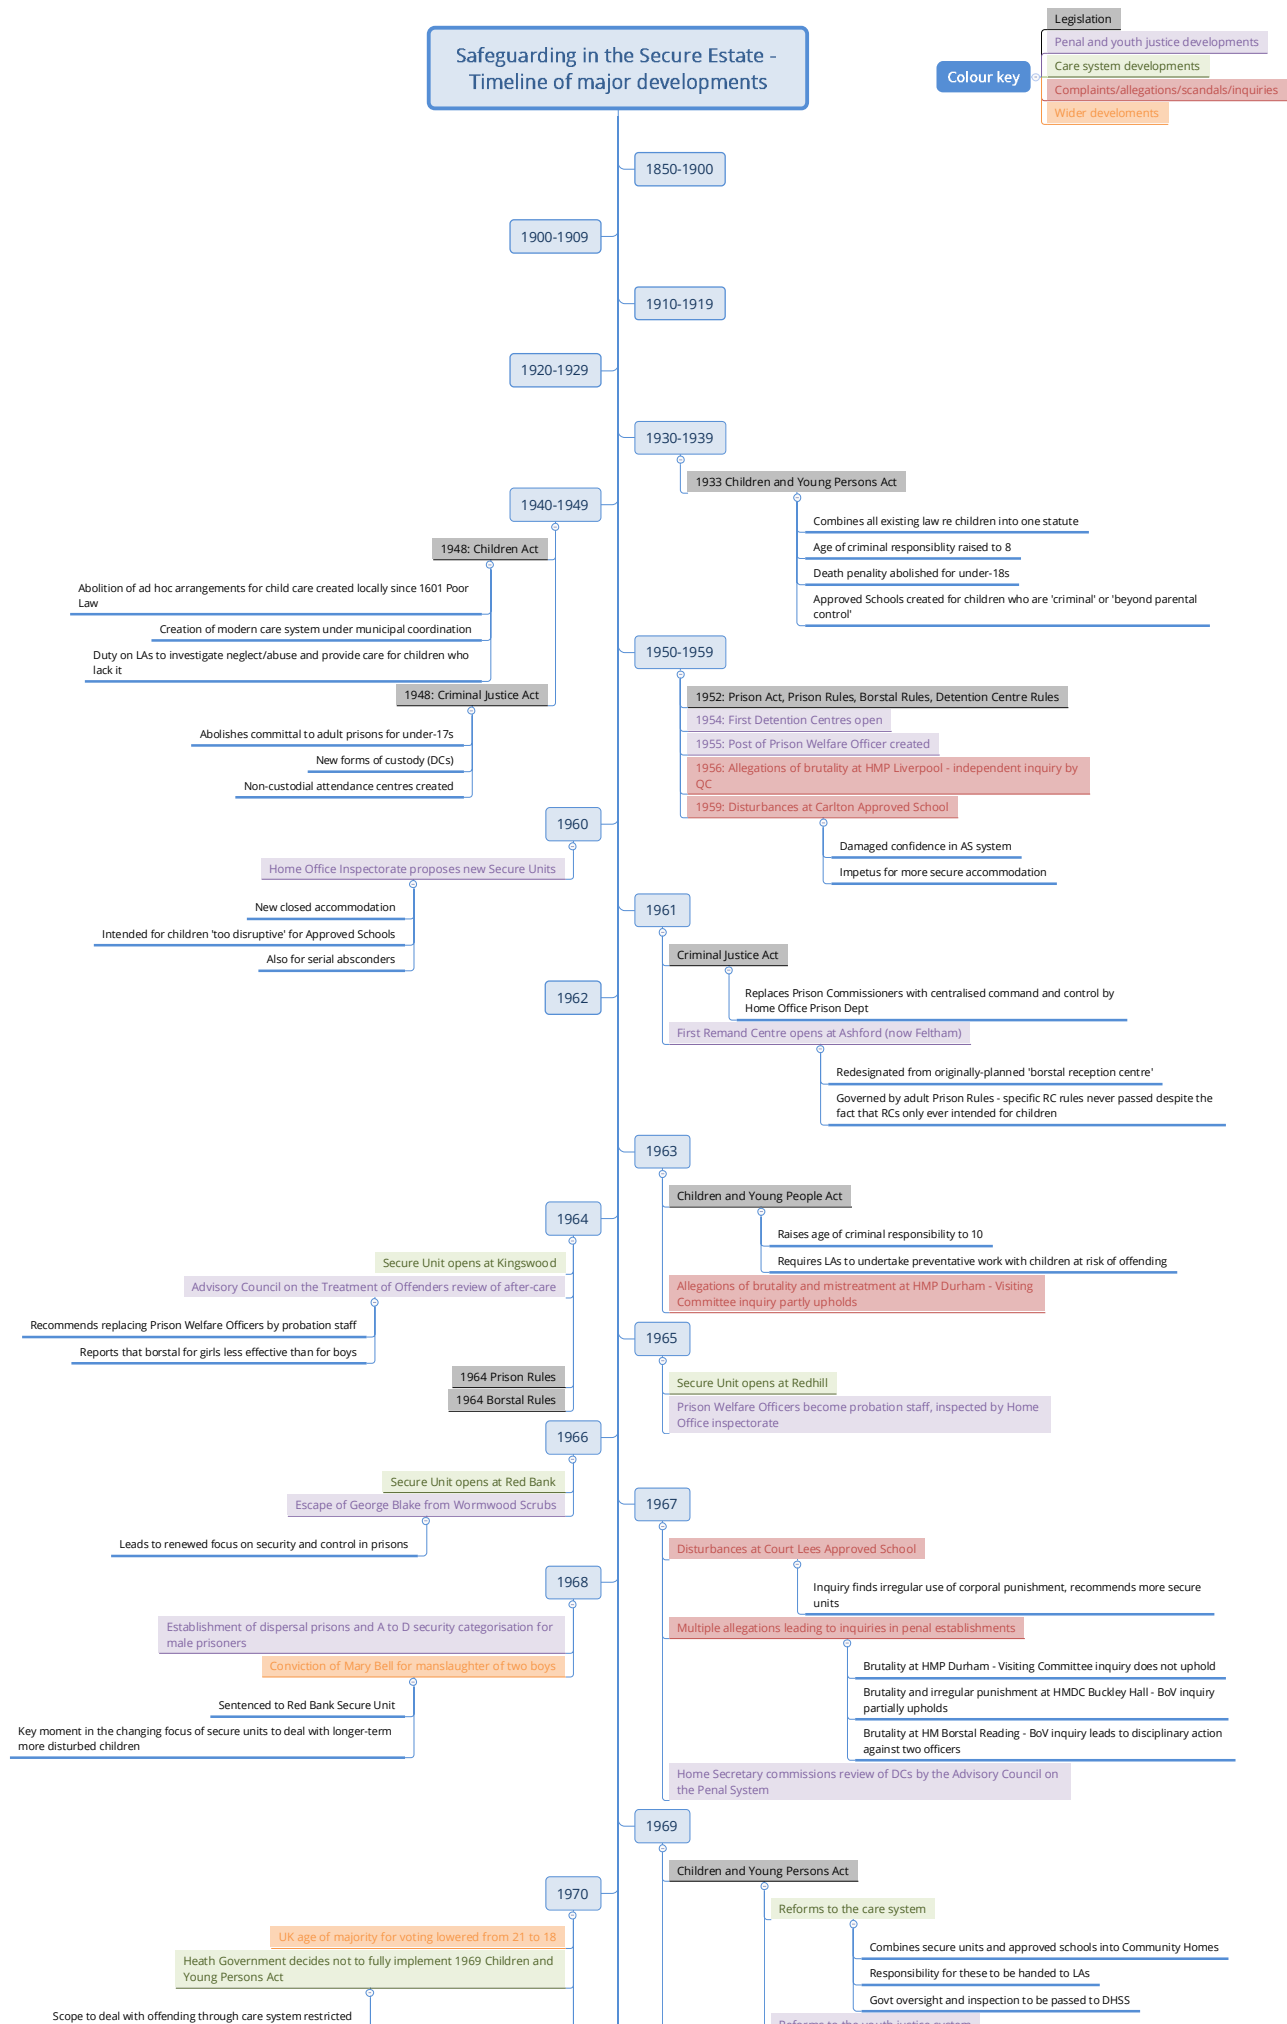 Safeguarding in the Secure Estate -
Timeline of major developments
Colour key
Legislation
Penal and youth justice developments
Care system developments
Complaints/allegations/scandals/inquiries
Wider develoments
1850-1900
1900-1909
1910-1919
1920-1929
1930-1939
1933 Children and Young Persons Act
Combines all existing law re children into one statute
Age of criminal responsiblity raised to 8
Death penality abolished for under-18s
Approved Schools created for children who are 'criminal' or 'beyond parental
control'
1940-1949
1948: Children Act
Abolition of ad hoc arrangements for child care created locally since 1601 Poor
Law
Creation of modern care system under municipal coordination
Duty on LAs to investigate neglect/abuse and provide care for children who
lack it
1948: Criminal Justice Act
Abolishes committal to adult prisons for under-17s
New forms of custody (DCs)
Non-custodial attendance centres created
1950-1959
1952: Prison Act, Prison Rules, Borstal Rules, Detention Centre Rules
1954: First Detention Centres open
1955: Post of Prison Welfare Officer created
1956: Allegations of brutality at HMP Liverpool - independent inquiry by
QC
1959: Disturbances at Carlton Approved School
Damaged confidence in AS system
Impetus for more secure accommodation
1960
Home Office Inspectorate proposes new Secure Units
New closed accommodation
Intended for children 'too disruptive' for Approved Schools
Also for serial absconders
1961
Criminal Justice Act
Replaces Prison Commissioners with centralised command and control by
Home Office Prison Dept
First Remand Centre opens at Ashford (now Feltham)
Redesignated from originally-planned 'borstal reception centre'
Governed by adult Prison Rules - specific RC rules never passed despite the
fact that RCs only ever intended for children
1962
1963
Children and Young People Act
Raises age of criminal responsibility to 10
Requires LAs to undertake preventative work with children at risk of offending
Allegations of brutality and mistreatment at HMP Durham - Visiting
Committee inquiry partly upholds
1964
Secure Unit opens at Kingswood
Advisory Council on the Treatment of Offenders review of after-care
Recommends replacing Prison Welfare Officers by probation staff
Reports that borstal for girls less effective than for boys
1964 Prison Rules
1964 Borstal Rules
1965
Secure Unit opens at Redhill
Prison Welfare Officers become probation staff, inspected by Home
Office inspectorate
1966
Secure Unit opens at Red Bank
Escape of George Blake from Wormwood Scrubs
Leads to renewed focus on security and control in prisons
1967
Disturbances at Court Lees Approved School
Inquiry finds irregular use of corporal punishment, recommends more secure
units
Multiple allegations leading to inquiries in penal establishments
Brutality at HMP Durham - Visiting Committee inquiry does not uphold
Brutality and irregular punishment at HMDC Buckley Hall - BoV inquiry
partially upholds
Brutality at HM Borstal Reading - BoV inquiry leads to disciplinary action
against two officers
Home Secretary commissions review of DCs by the Advisory Council on
the Penal System
1968
Establishment of dispersal prisons and A to D security categorisation for
male prisoners
Conviction of Mary Bell for manslaughter of two boys
Sentenced to Red Bank Secure Unit
Key moment in the changing focus of secure units to deal with longer-term
more disturbed children
1969
Children and Young Persons Act
Reforms to the care system
Combines secure units and approved schools into Community Homes
Responsibility for these to be handed to LAs
Govt oversight and inspection to be passed to DHSS
Reforms to the youth justice system
1970
UK age of majority for voting lowered from 21 to 18
Heath Government decides not to fully implement 1969 Children and
Young Persons Act
Scope to deal with offending through care system restricted